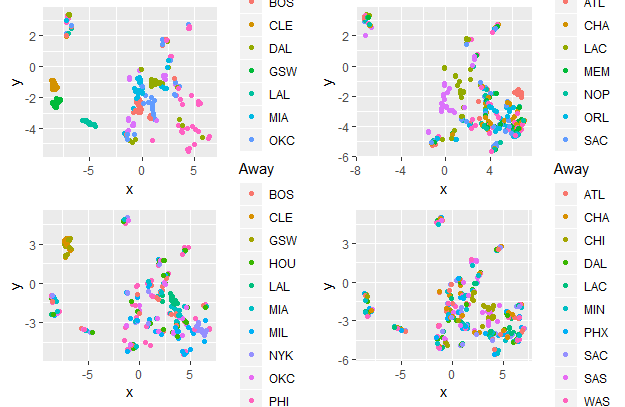 BOS
CLE
DAL
GSW
LAL
MIA
OKC
2
0
-2
-4
y
-5
0
5
x
ATL
CHA
LAC
MEM
NOP
ORL
SAC
2
0
-2
-4
-6
y
-8
-4
0
4
x
Away
BOS
CLE
GSW
HOU
LAL
MIA
MIL
NYK
OKC
PHI
3
0
-3
y
-5
0
5
x
Away
ATL
CHA
CHI
DAL
LAC
MIN
PHX
SAC
SAS
WAS
3
0
-3
-6
y
-5
0
5
x